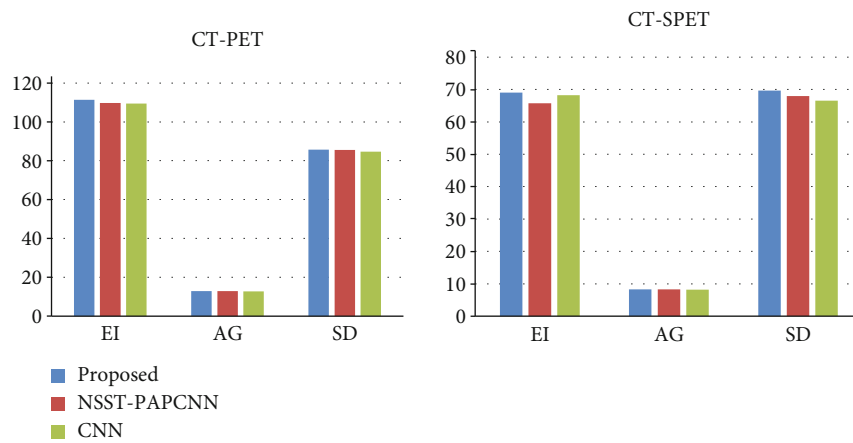 CT-PET
120
100
80
60
40
20
0
EI AG SD
CT-SPET
80
70
60
50
40
30
20
10
0
EI AG SD
Proposed
NSST-PAPCNN
CNN